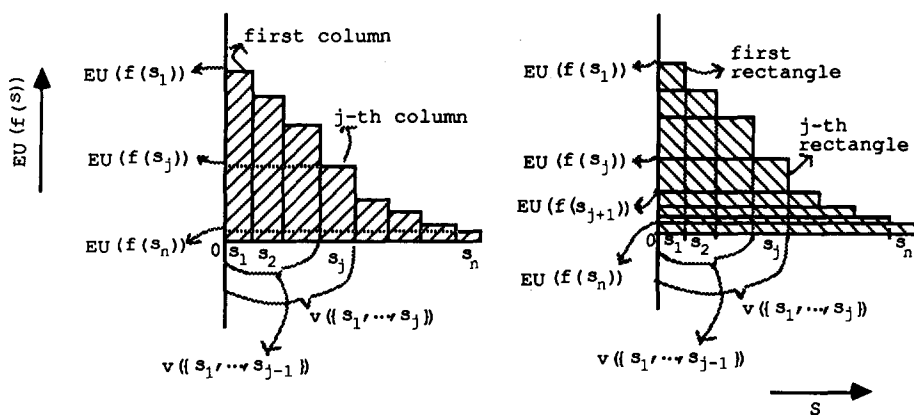 first column
EU(f(s₁))
j-th column
EU(f(S))
EU(f(sⱼ))
EU(f(sₙ))
0
s₁
s₂
sⱼ
sₙ
v({s₁,...,sⱼ})
v({s₁,...,sⱼ₋₁})
first
rectangle
EU(f(s₁))
j-th
rectangle
EU(f(sⱼ))
EU(f(sⱼ₊₁))
0
s₁
s₂
sⱼ
sₙ
EU(f(sₙ))
v({s₁,...,sⱼ})
v({s₁,...,sⱼ₋₁})
S